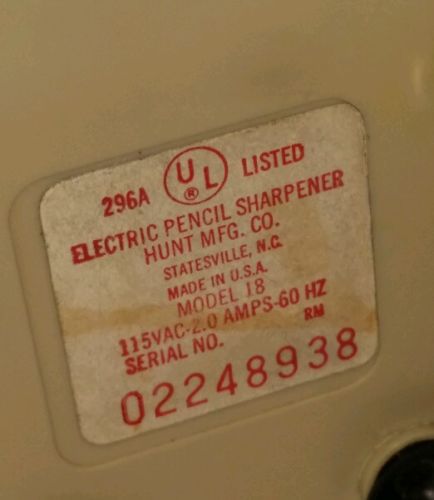 296A UL® LISTED
ELECTRIC PENCIL SHARPENER
HUNT MFG. CO.
STATESVILLE, N.C.
MADE IN U.S.A.
MODEL 18
115VAC-2.0 AMPS-60 HZ
SERIAL NO. RM
02248938